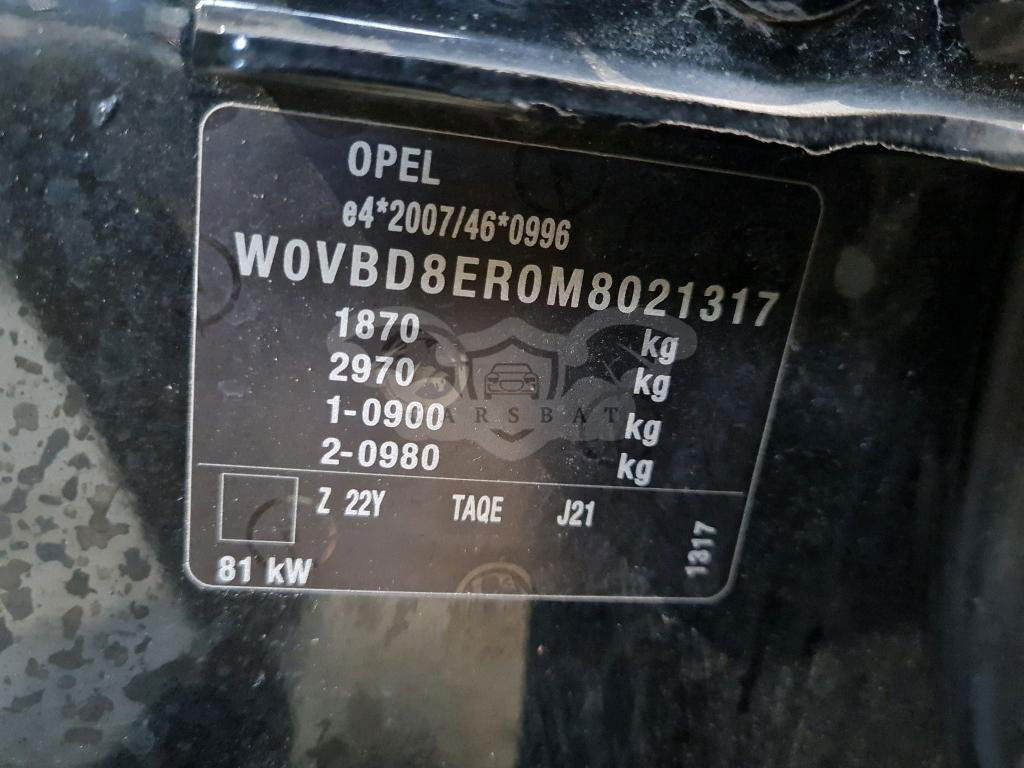 OPEL
e4*2007/46*0996
W0VBD8ER0M8021317
1870 kg
2970 kg
1-0900 kg
2-0980 kg
Z 22Y TAQE J21
1317
81 kW
ARSBAT